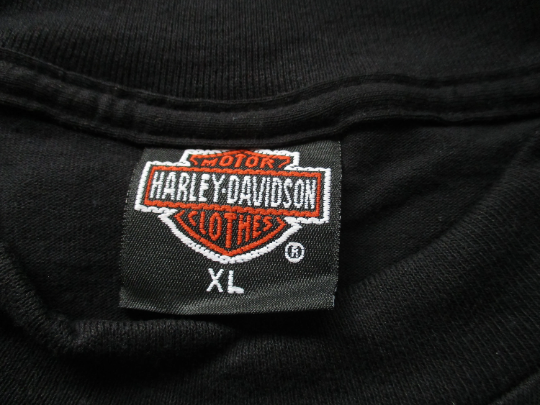 MOTOR
HARLEY-DAVIDSON
CLOTHES
®
XL